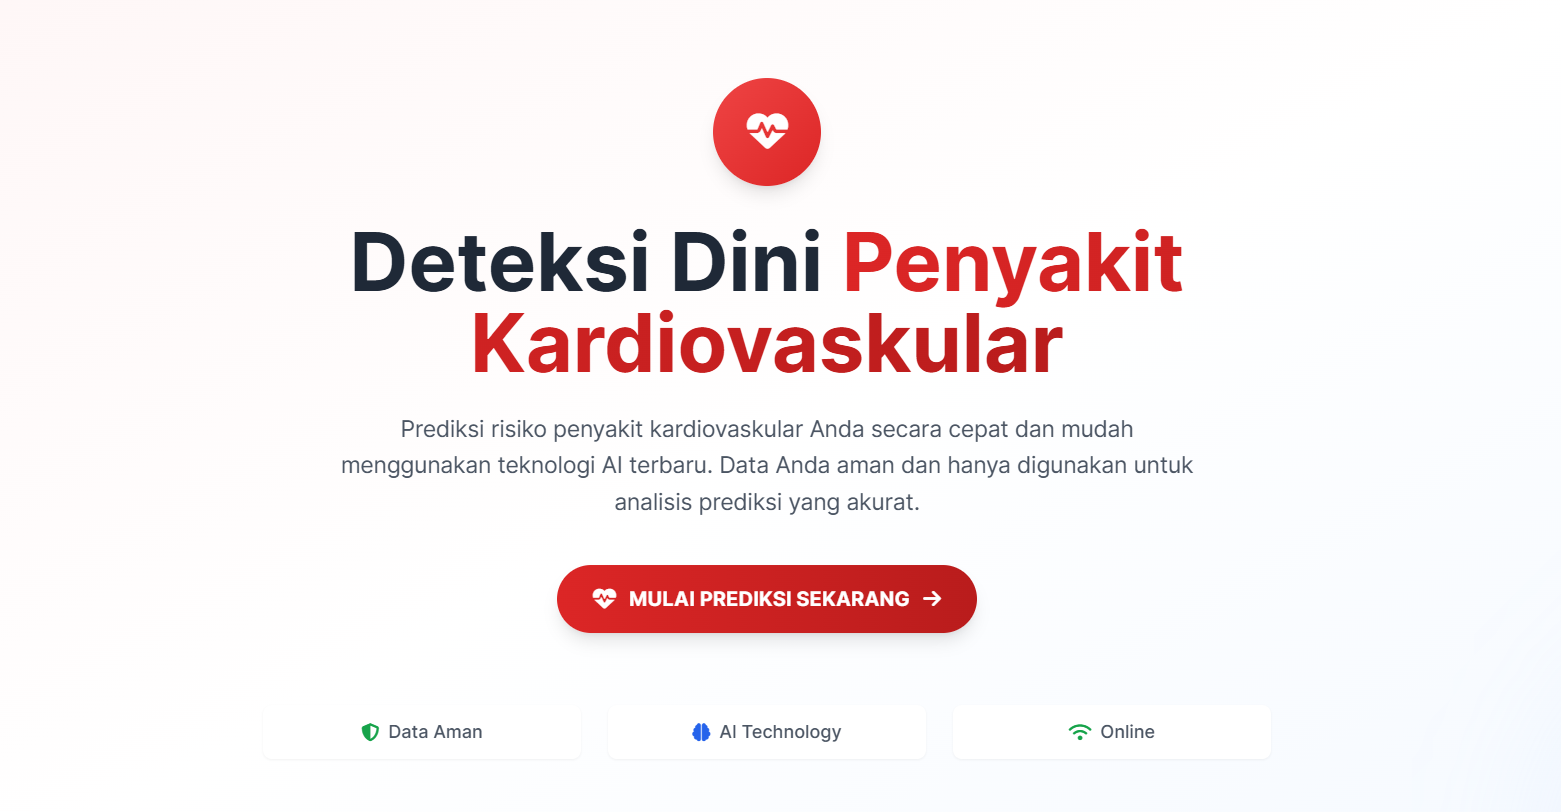 Deteksi Dini Penyakit
Kardiovaskular
Prediksi risiko penyakit kardiovaskular Anda secara cepat dan mudah
menggunakan teknologi AI terbaru. Data Anda aman dan hanya digunakan untuk
analisis prediksi yang akurat.
MULAI PREDIKSI SEKARANG
Data Aman
AI Technology
Online